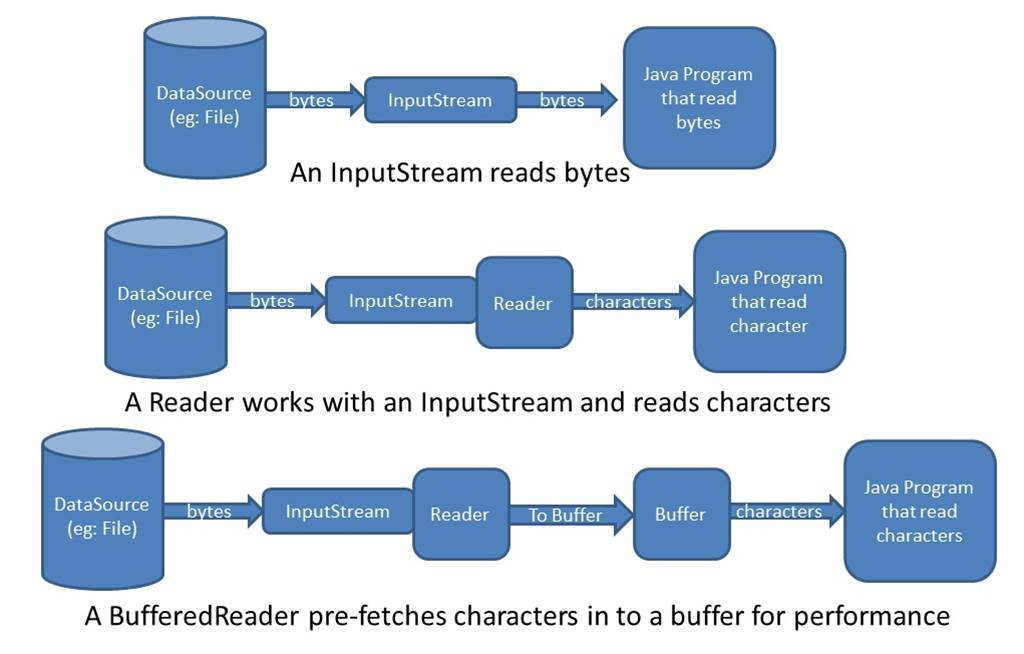 DataSource
(eg: File)
bytes
InputStream
bytes
Java Program
that read
bytes
An InputStream reads bytes
DataSource
(eg: File)
bytes
InputStream
Reader
characters
Java Program
that read
character
A Reader works with an InputStream and reads characters
DataSource
(eg: File)
bytes
InputStream
Reader
To Buffer
Buffer
characters
Java Program
that read
characters
A BufferedReader pre-fetches characters in to a buffer for performance